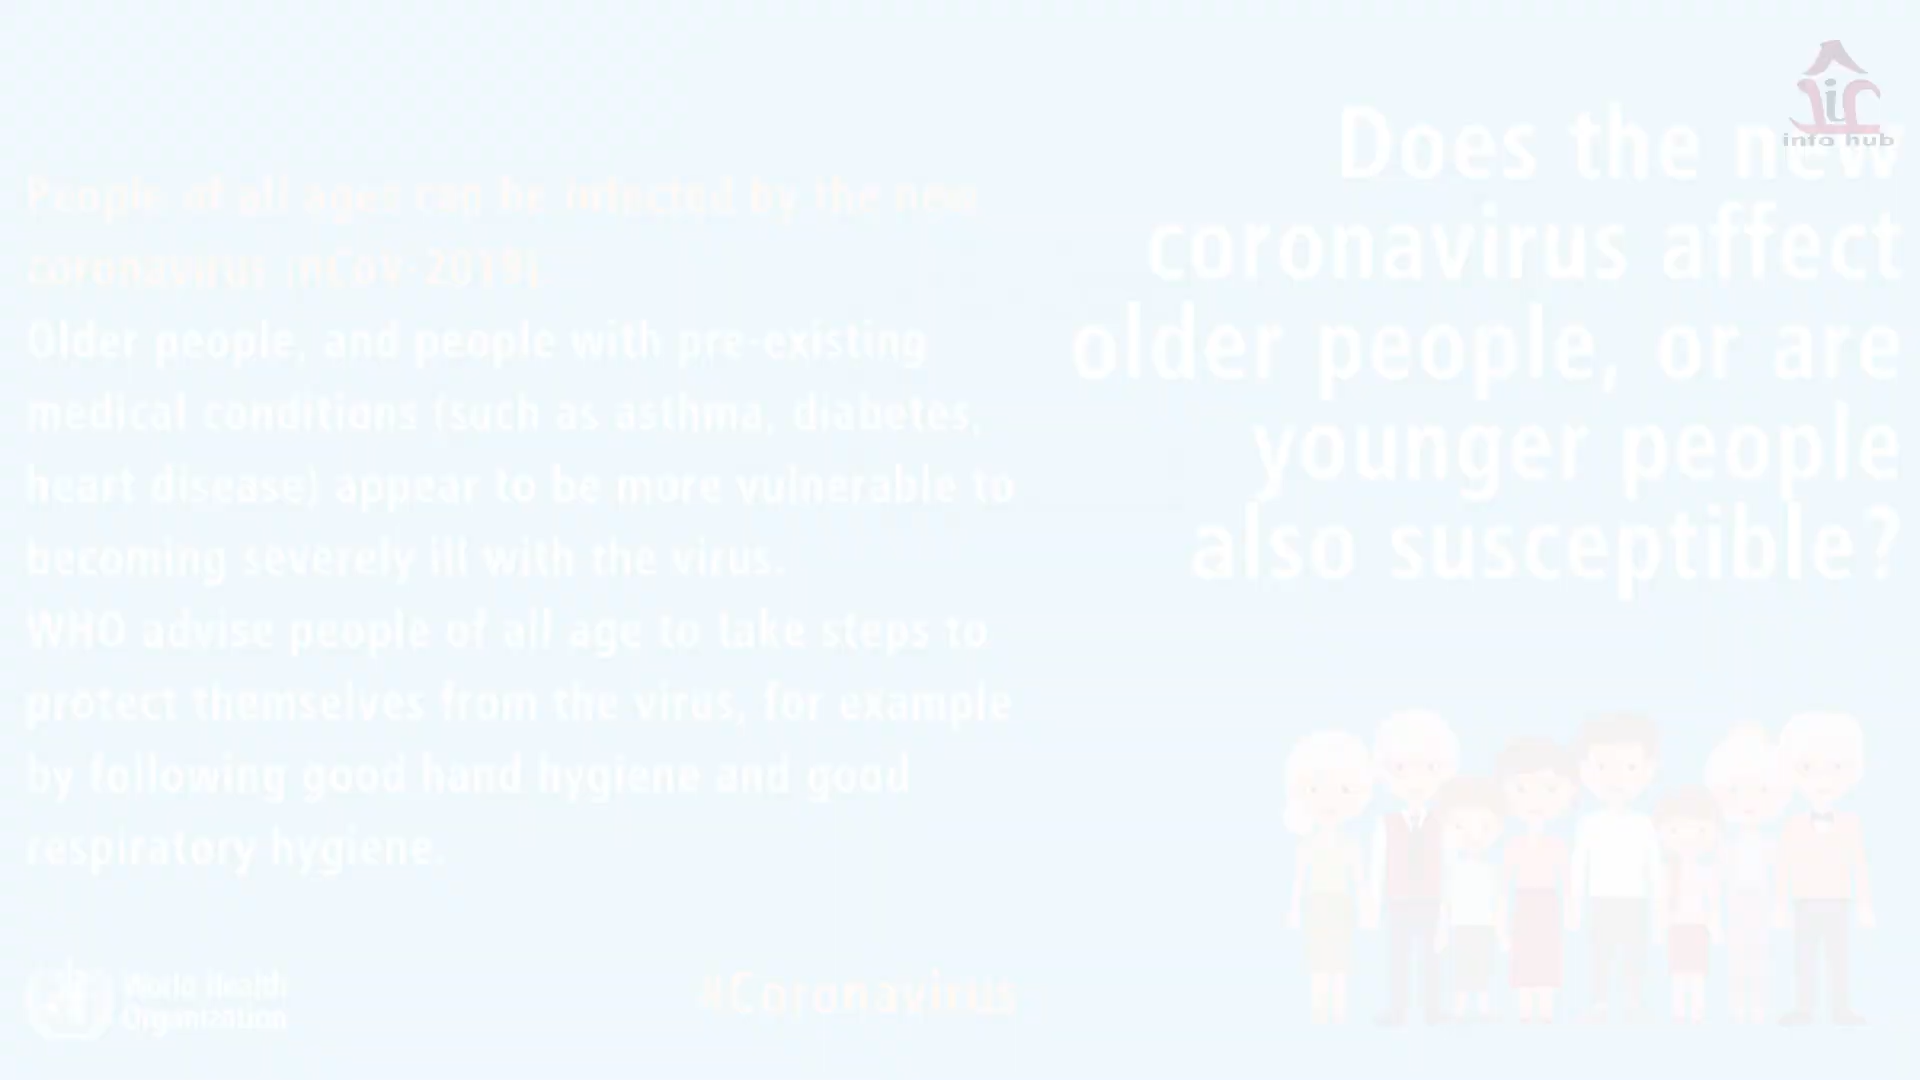 info hub
Does the new
coronavirus affect
older people, or are
younger people
also susceptible?
People of all ages can be infected by the new
coronavirus (nCoV-2019).
Older people, and people with pre-existing
medical conditions (such as asthma, diabetes,
heart disease) appear to be more vulnerable to
becoming severely ill with the virus.
WHO advise people of all age to take steps to
protect themselves from the virus, for example
by following good hand hygiene and good
respiratory hygiene.
World Health
Organization
#Coronavirus